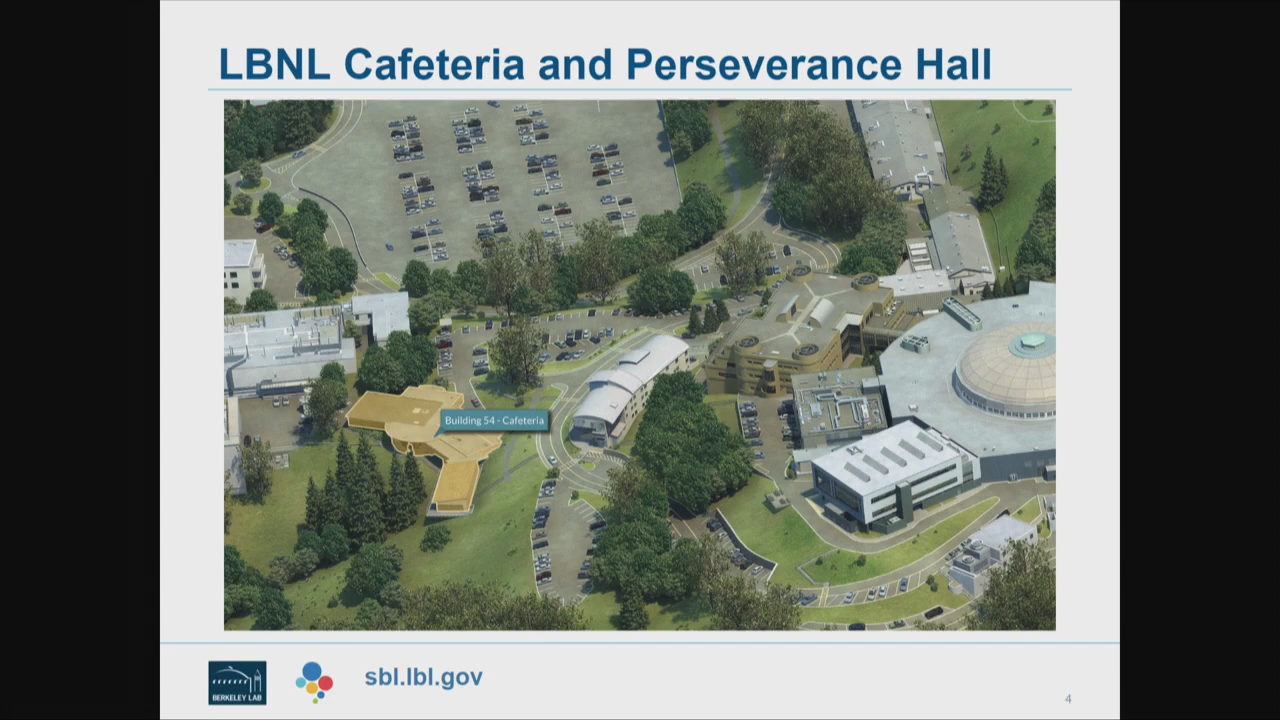 LBNL Cafeteria and Perseverance Hall
Building 54 - Cafeteria
BERKELEY LAB
sbl.lbl.gov
4